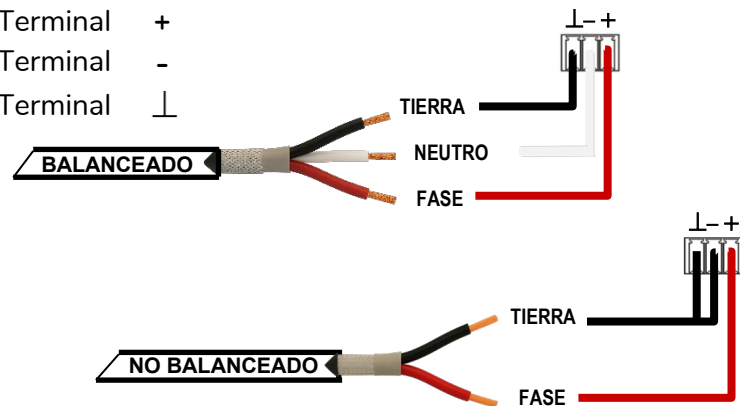 Terminal +
Terminal -
Terminal ⊥
⊥ - +
TIERRA
NEUTRO
BALANCEADO
FASE
⊥ - +
TIERRA
NO BALANCEADO
FASE